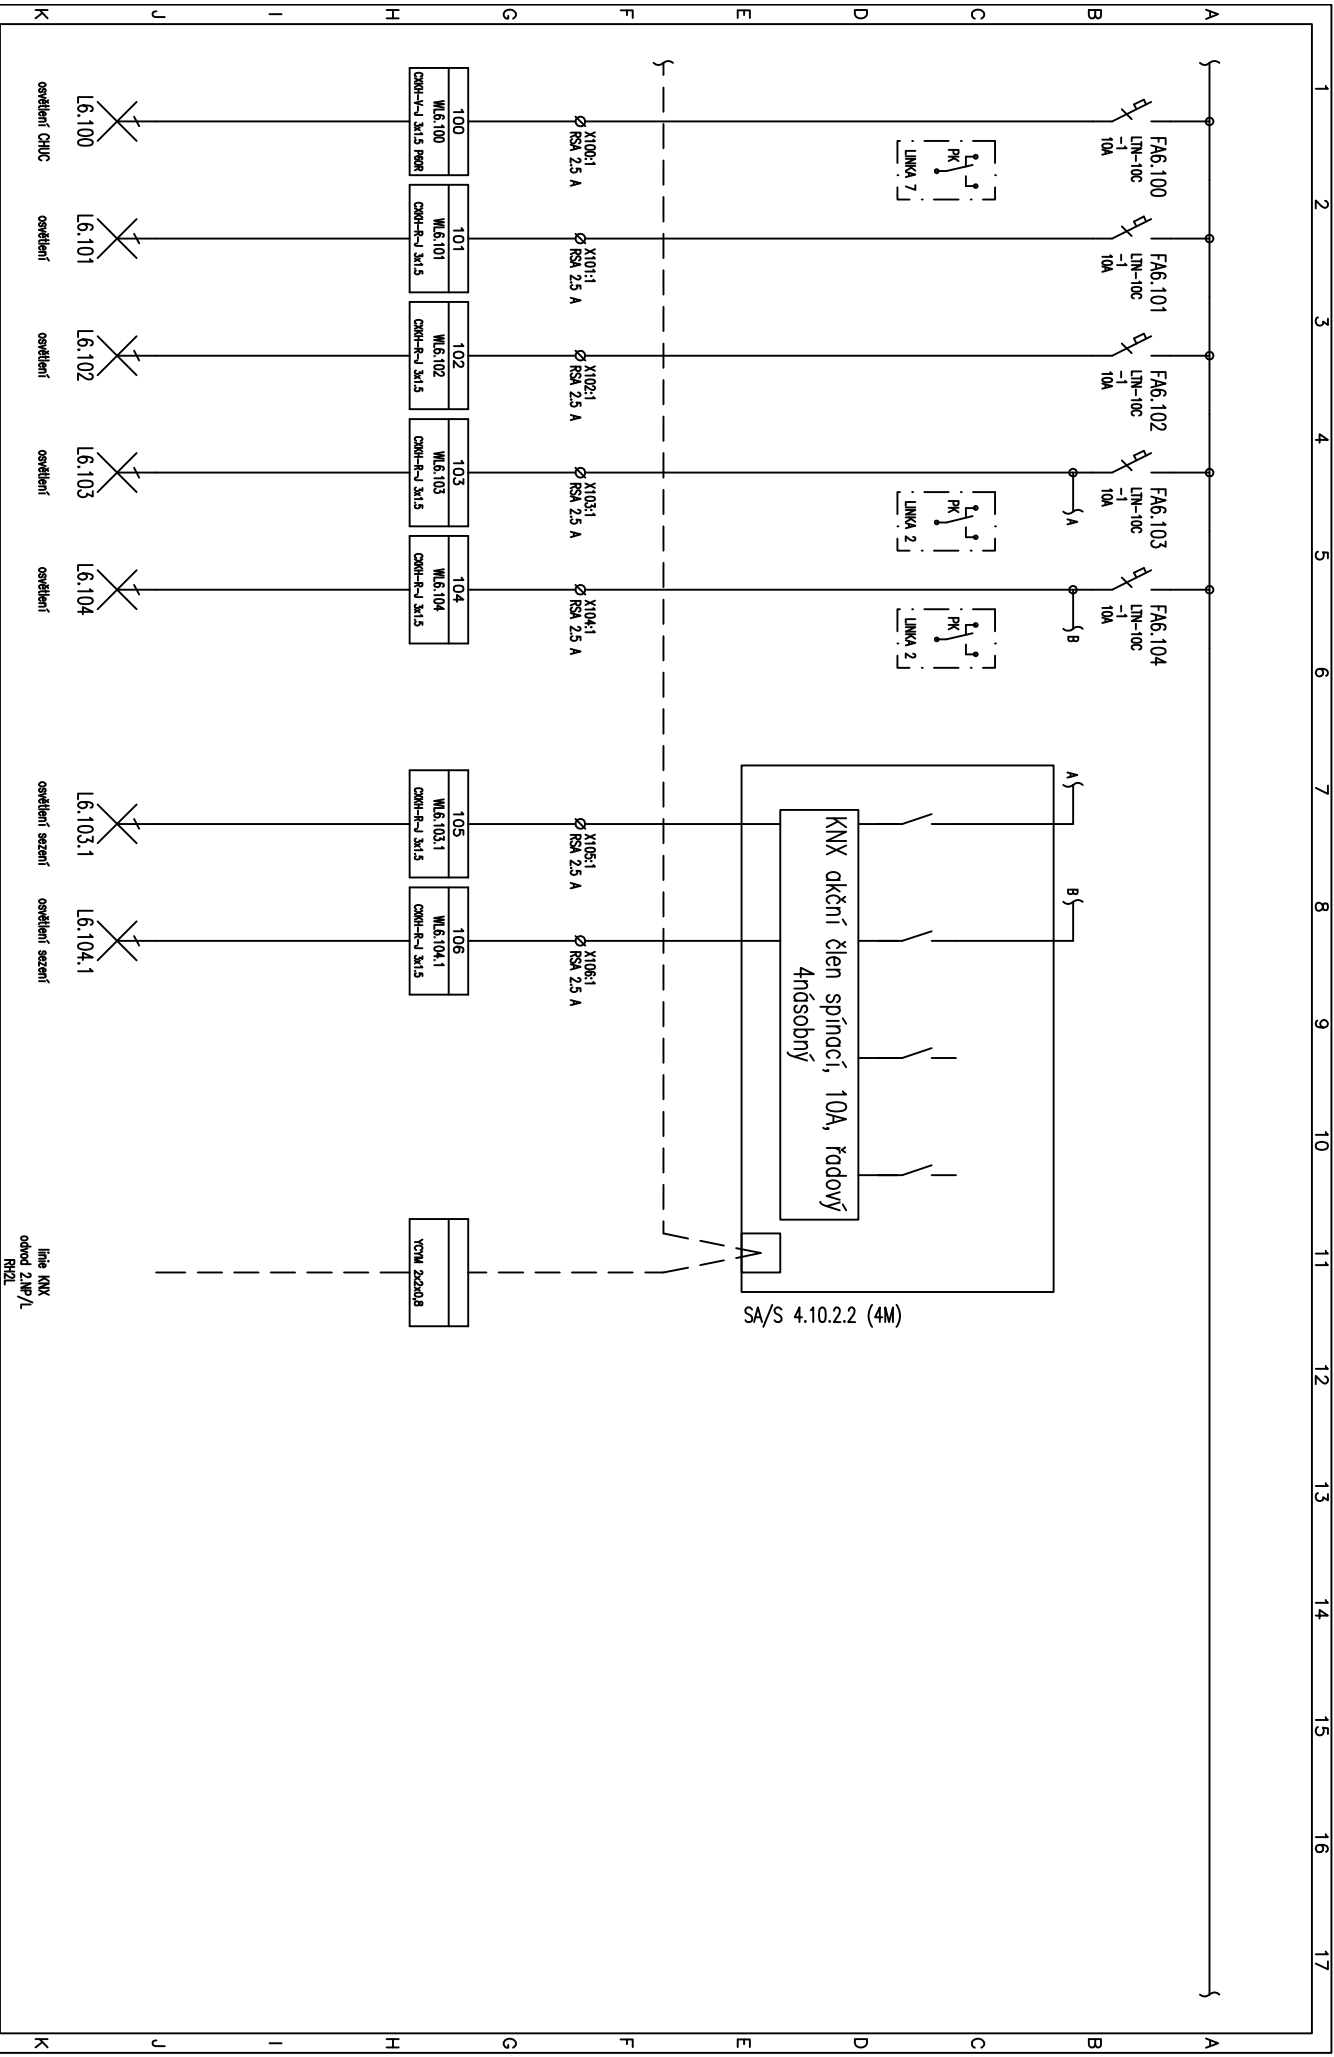 1 2 3 4 5 6 7 8 9 10 11 12 13 14 15 16 17
A A
FA6.100
LTN-10C
-1
10A
FA6.101
LTN-10C
-1
10A
FA6.102
LTN-10C
-1
10A
FA6.103
LTN-10C
-1
10A
FA6.104
LTN-10C
-1
10A
B B
A
B
A
B
C C
PK
LINKA 7
PK
LINKA 2
PK
LINKA 2
D D
KNX akční člen spínací, 10A, řadový
4násobný
SA/S 4.10.2.2 (4M)
E E
F F
X100:1
RSA 2.5 A
X101:1
RSA 2.5 A
X102:1
RSA 2.5 A
X103:1
RSA 2.5 A
X104:1
RSA 2.5 A
X105:1
RSA 2.5 A
X106:1
RSA 2.5 A
G G
100
WL6.100
CXKH-V-J 3x1.5 P60R
101
WL6.101
CXKH-R-J 3x1.5
102
WL6.102
CXKH-R-J 3x1.5
103
WL6.103
CXKH-R-J 3x1.5
104
WL6.104
CXKH-R-J 3x1.5
105
WL6.103.1
CXKH-R-J 3x1.5
106
WL6.104.1
CXKH-R-J 3x1.5
YCYM 2x2x0,8
H H
I I
J J
L6.100
osvětlení CHUC
L6.101
osvětlení
L6.102
osvětlení
L6.103
osvětlení
L6.104
osvětlení
L6.103.1
osvětlení sezení
L6.104.1
osvětlení sezení
linie KNX
odvod 2.NP/L
RH2L
K K